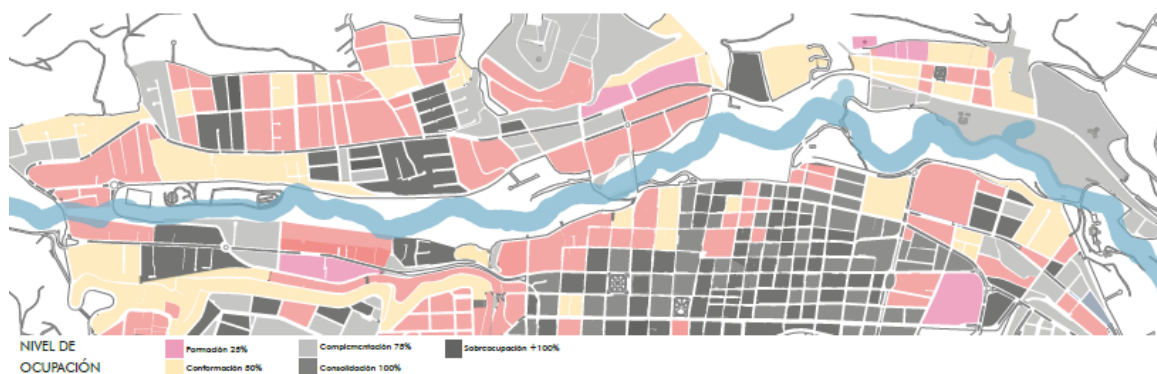 NIVEL DE
OCUPACIÓN
Formación 25%
Conformación 50%
Complementación 75%
Consolidación 100%
Sobreocupación +100%